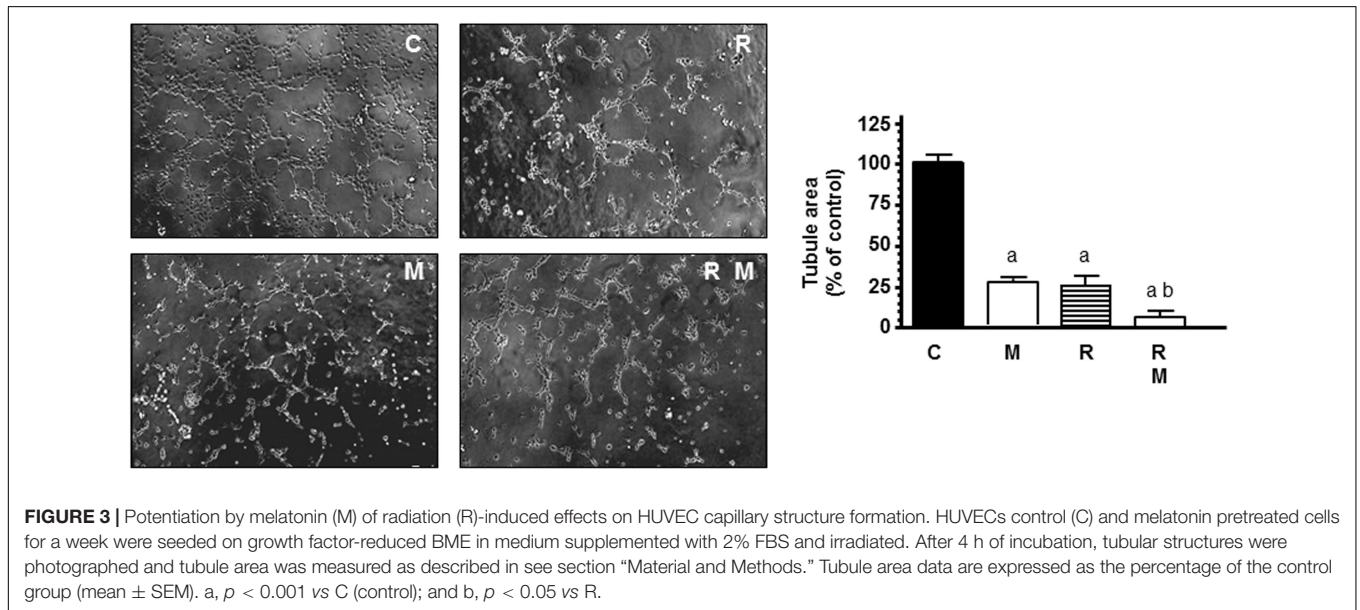 C
R
M
R M
Tubule area
(% of control)
125
100
75
50
25
0
a
a
a b
C
M
R
R
M
FIGURE 3 | Potentiation by melatonin (M) of radiation (R)-induced effects on HUVEC capillary structure formation. HUVECs control (C) and melatonin pretreated cells
for a week were seeded on growth factor-reduced BME in medium supplemented with 2% FBS and irradiated. After 4 h of incubation, tubular structures were
photographed and tubule area was measured as described in see section “Material and Methods.” Tubule area data are expressed as the percentage of the control
group (mean ± SEM). a, p < 0.001 vs C (control); and b, p < 0.05 vs R.